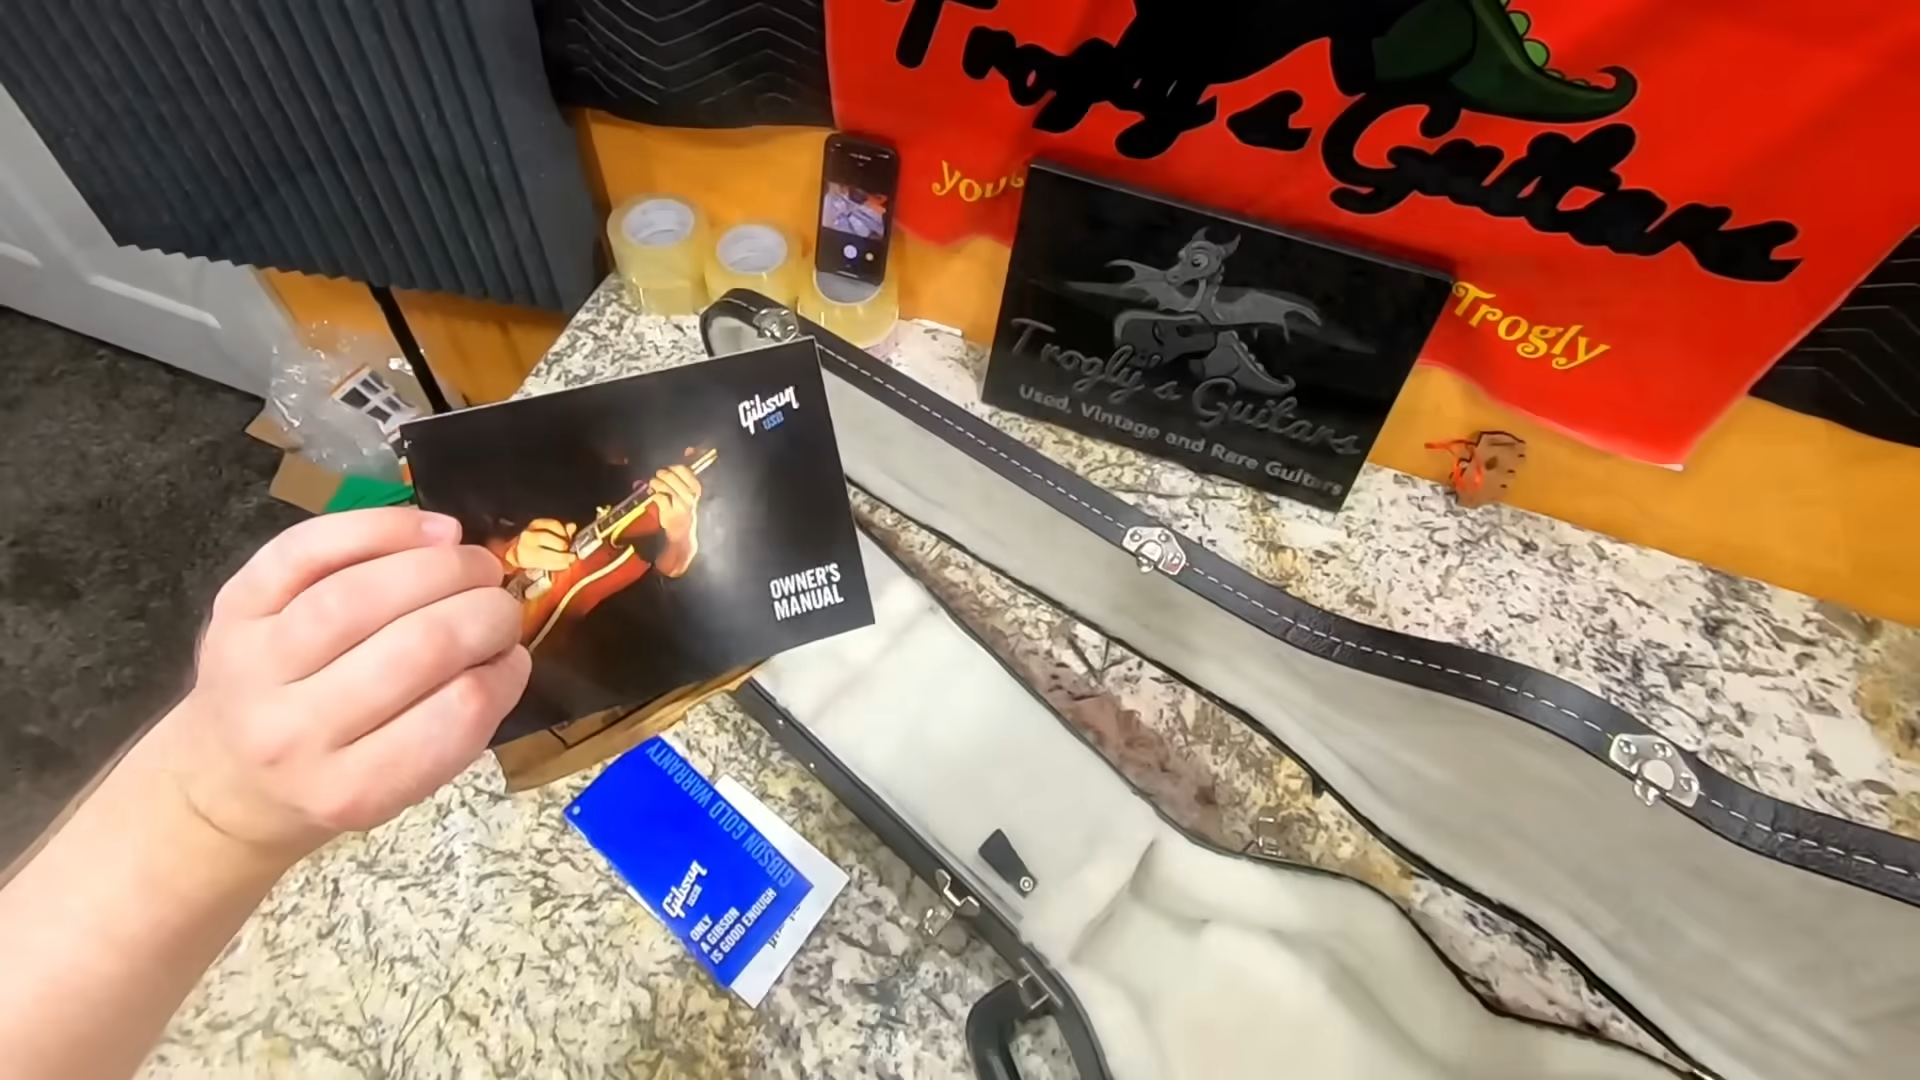 Trogly's Guitars
you
Trogly
Trogly's Guitars
Used, Vintage and Rare Guitars
Gibson
USA
OWNER'S
MANUAL
GIBSON GOLD WARRANTY
Gibson
USA
ONLY
A GIBSON
IS GOOD ENOUGH